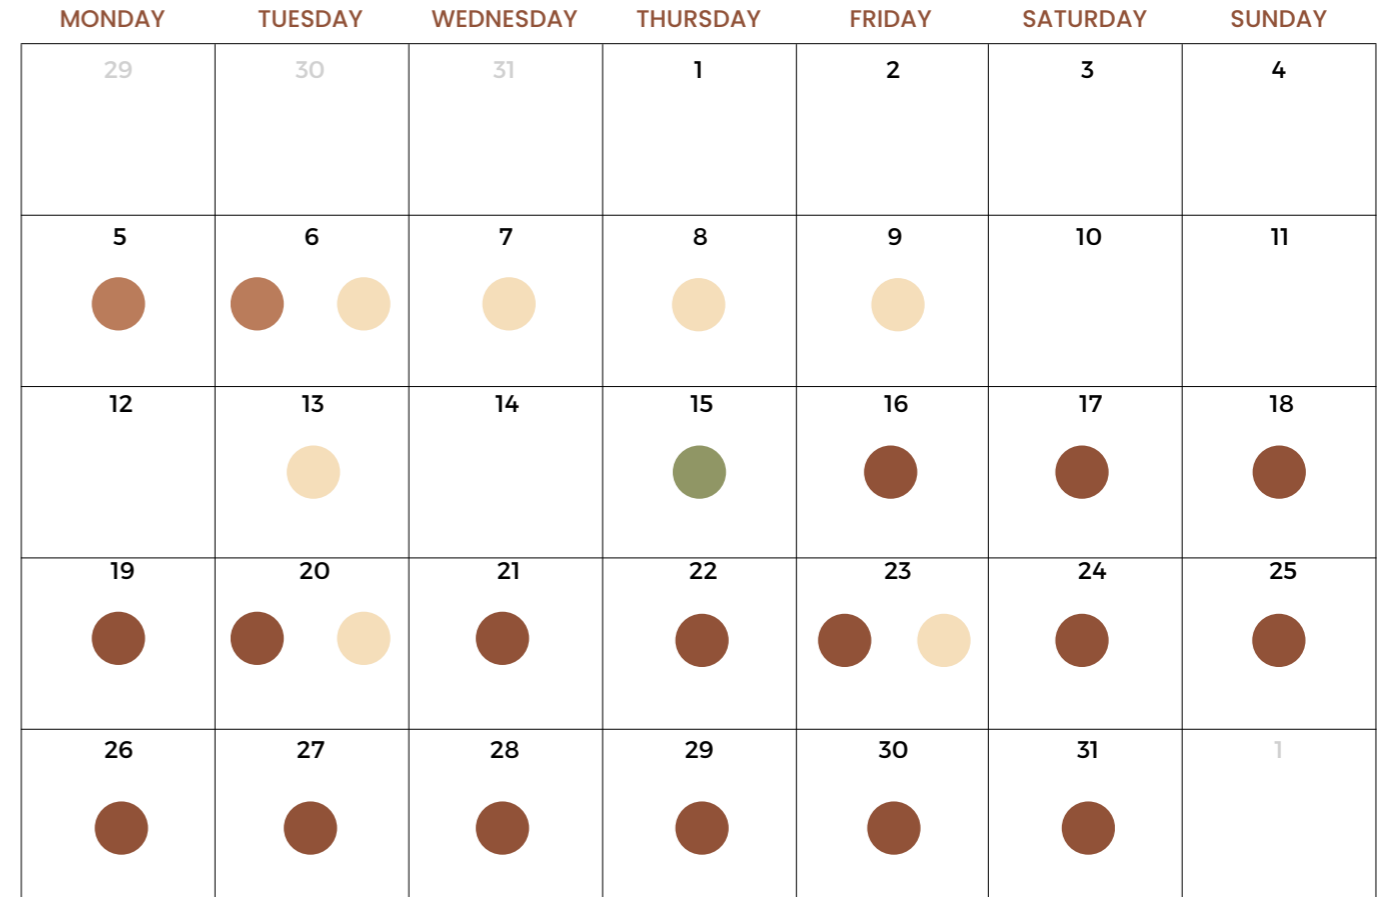 MONDAY TUESDAY WEDNESDAY THURSDAY FRIDAY SATURDAY SUNDAY
29 30 31 1 2 3 4
5 6 7 8 9 10 11
12 13 14 15 16 17 18
19 20 21 22 23 24 25
26 27 28 29 30 31 1